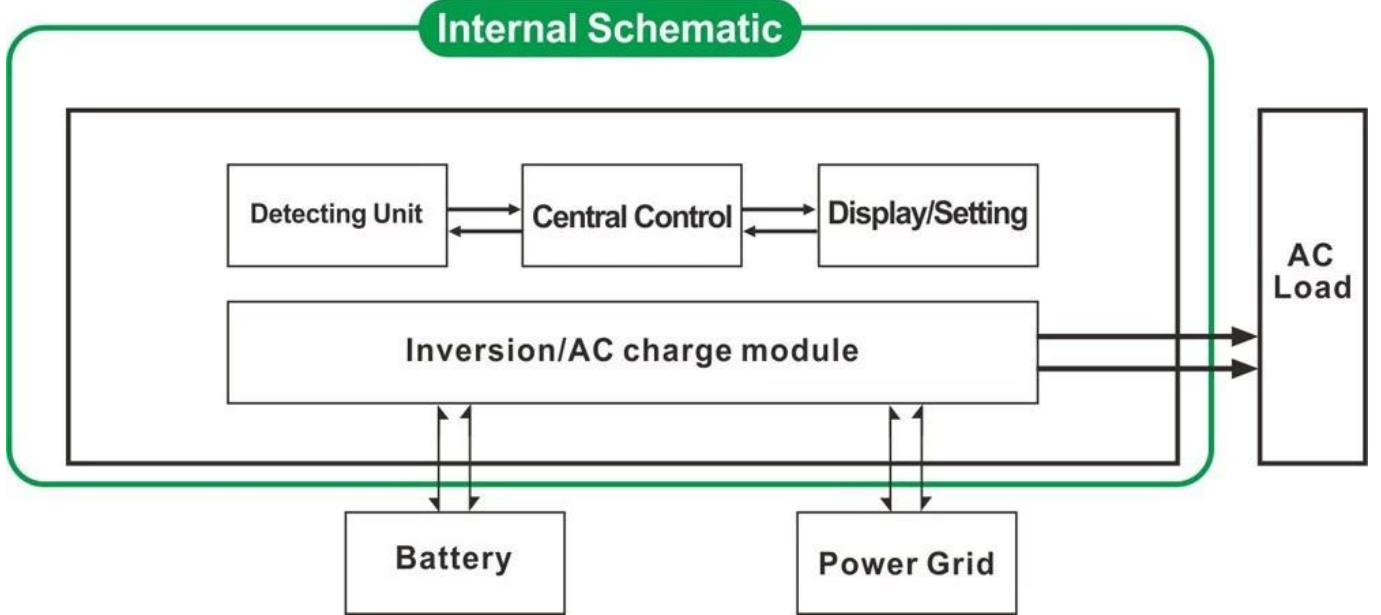 Internal Schematic
Detecting Unit
Central Control
Display/Setting
AC
Load
Inversion/AC charge module
Battery
Power Grid